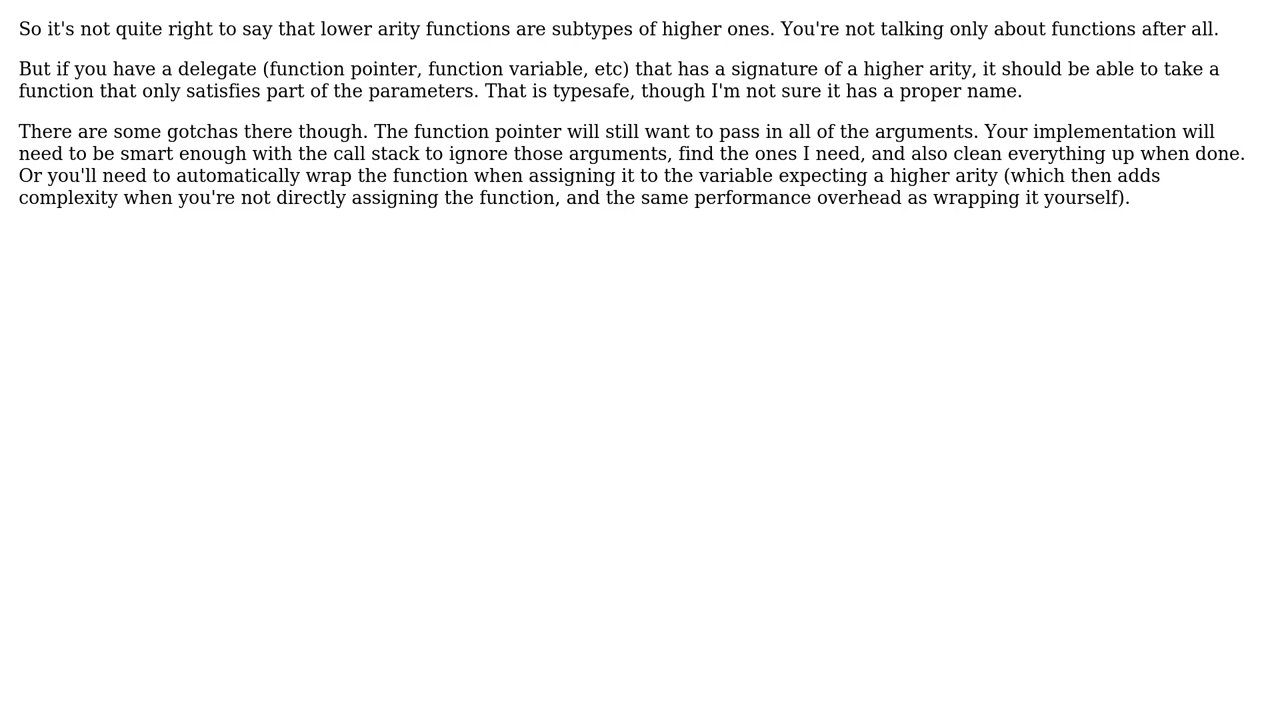 So it's not quite right to say that lower arity functions are subtypes of higher ones. You're not talking only about functions after all.
But if you have a delegate (function pointer, function variable, etc) that has a signature of a higher arity, it should be able to take a
function that only satisfies part of the parameters. That is typesafe, though I'm not sure it has a proper name.
There are some gotchas there though. The function pointer will still want to pass in all of the arguments. Your implementation will
need to be smart enough with the call stack to ignore those arguments, find the ones I need, and also clean everything up when done.
Or you'll need to automatically wrap the function when assigning it to the variable expecting a higher arity (which then adds
complexity when you're not directly assigning the function, and the same performance overhead as wrapping it yourself).